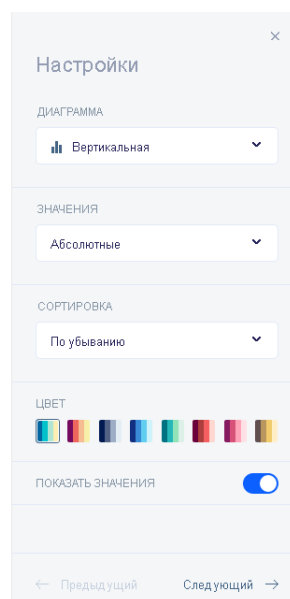 Настройки
ДИАГРАММА
Вертикальная
ЗНАЧЕНИЯ
Абсолютные
СОРТИРОВКА
По убыванию
ЦВЕТ
ПОКАЗАТЬ ЗНАЧЕНИЯ
Предыдущий Следующий